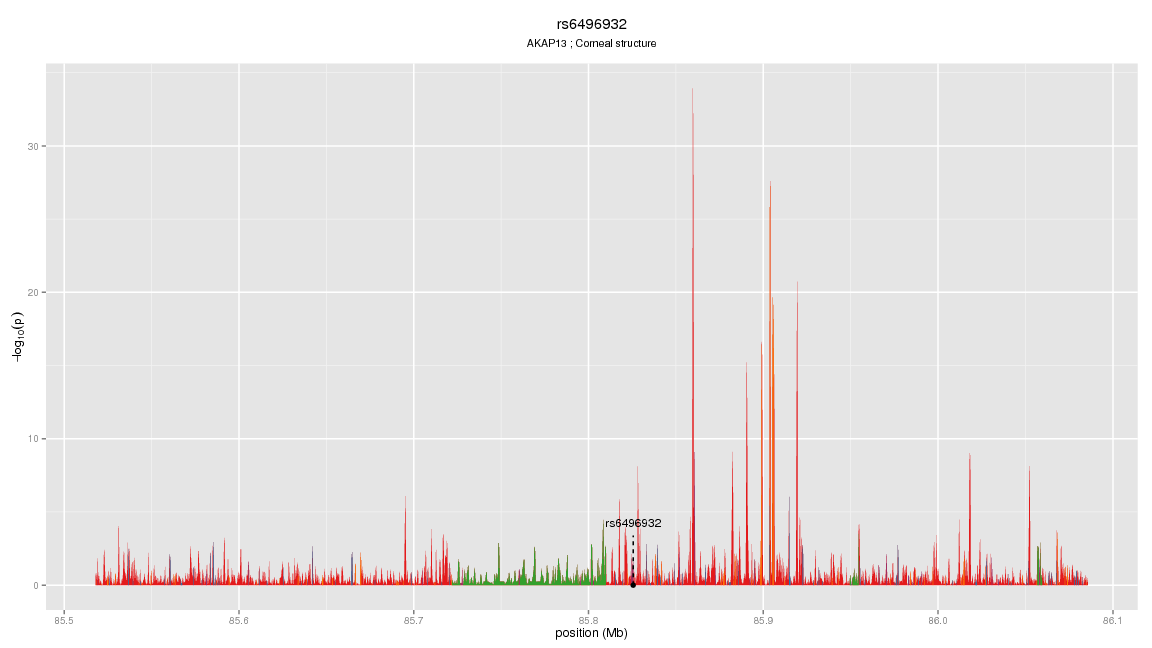 rs6496932
AKAP13 ; Corneal structure
30
20
10
0
−log10(p)
rs6496932
85.5 85.6 85.7 85.8 85.9 86.0 86.1
position (Mb)